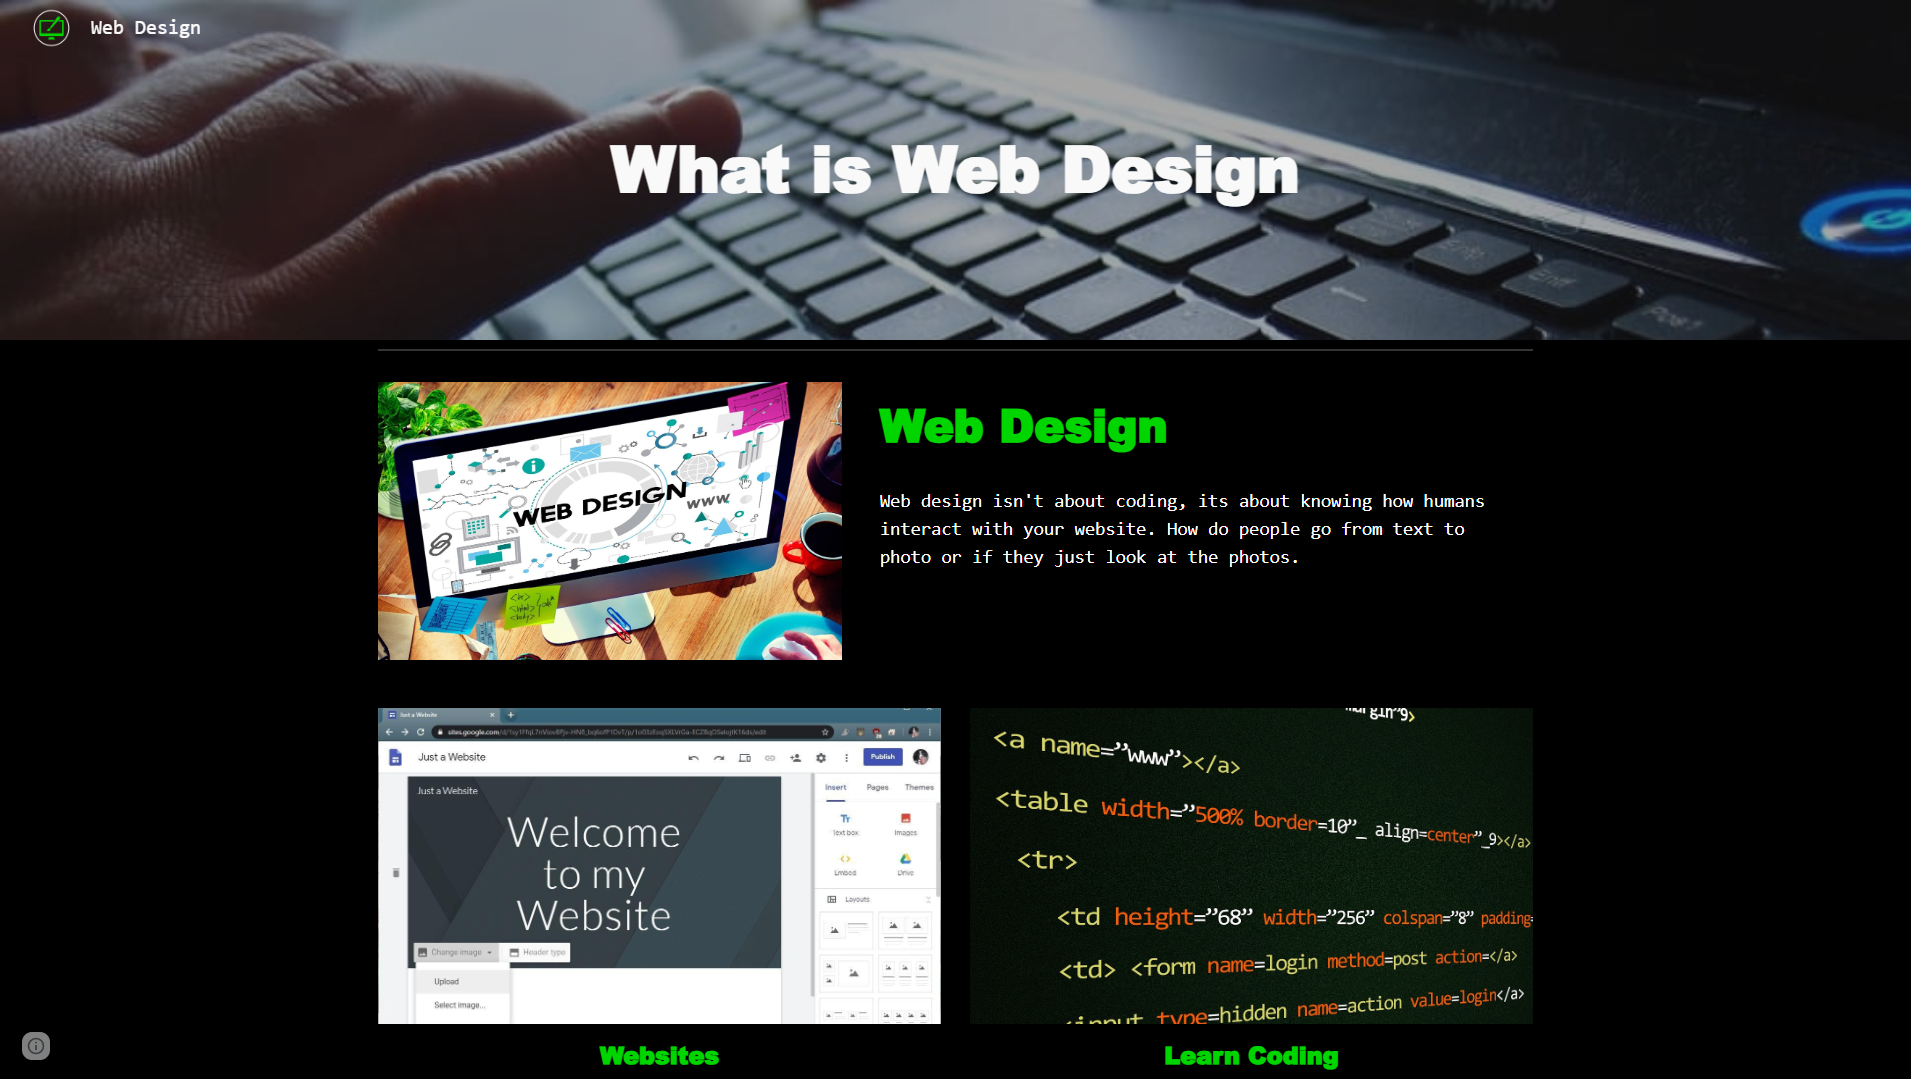 Web Design
What is Web Design
Enter
Web Design
Web design isn't about coding, its about knowing how humans
interact with your website. How do people go from text to
photo or if they just look at the photos.
WEB DESIGN
www
Just a Website
Just a Website
Publish
Just a Website
Welcome
to my
Website
Change image
Header type
Upload
Select image...
Insert Pages Themes
Text box Images
Embed Drive
Layouts
margin"9>
<a name="www"></a>
<table width="500% border=10"_ align=center"_9></a>
<tr>
<td height="68" width="256" colspan="8" padding=
<td> <form name=login method=post action=</a>
<input type=hidden name=action value=login</a>
Websites
Learn Coding